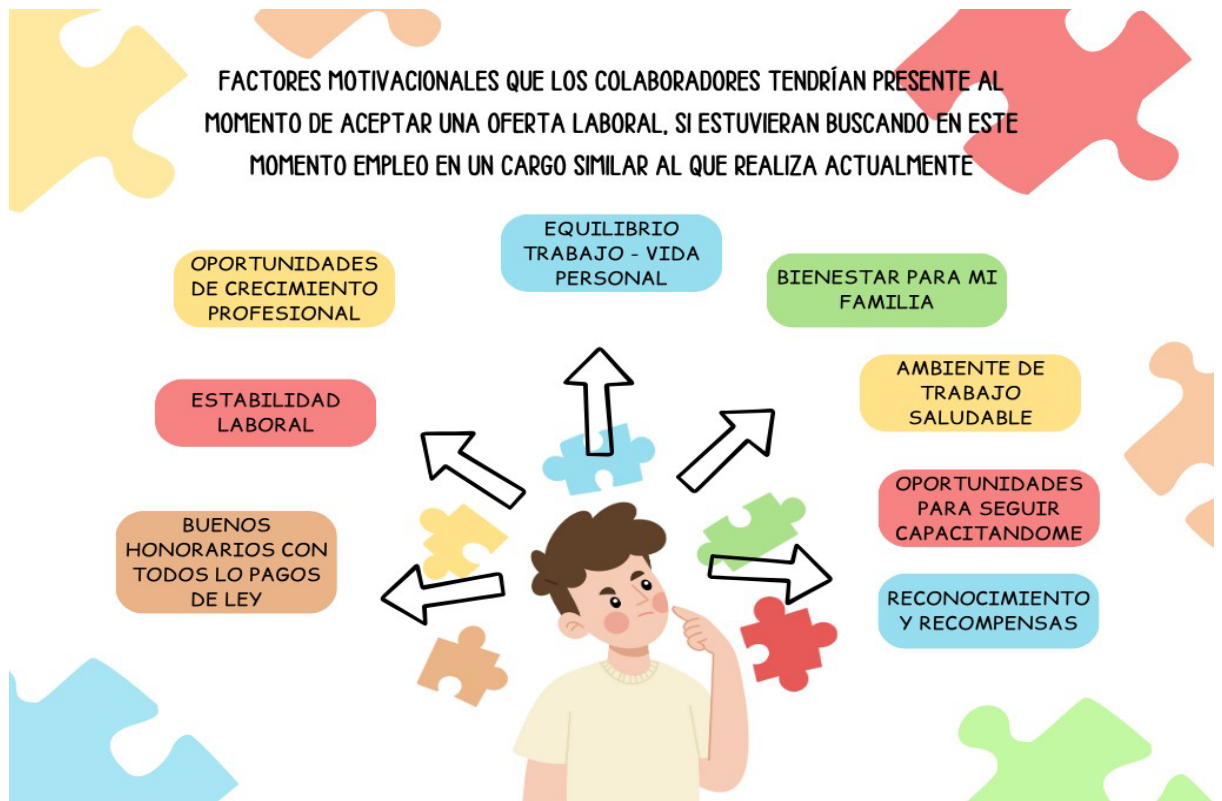 FACTORES MOTIVACIONALES QUE LOS COLABORADORES TENDRÍAN PRESENTE AL
MOMENTO DE ACEPTAR UNA OFERTA LABORAL, SI ESTUVIERAN BUSCANDO EN ESTE
MOMENTO EMPLEO EN UN CARGO SIMILAR AL QUE REALIZA ACTUALMENTE
EQUILIBRIO
TRABAJO - VIDA
PERSONAL
OPORTUNIDADES
DE CRECIMIENTO
PROFESIONAL
BIENESTAR PARA MI
FAMILIA
ESTABILIDAD
LABORAL
AMBIENTE DE
TRABAJO
SALUDABLE
BUENOS
HONORARIOS CON
TODOS LO PAGOS
DE LEY
OPORTUNIDADES
PARA SEGUIR
CAPACITANDOME
RECONOCIMIENTO
Y RECOMPENSAS